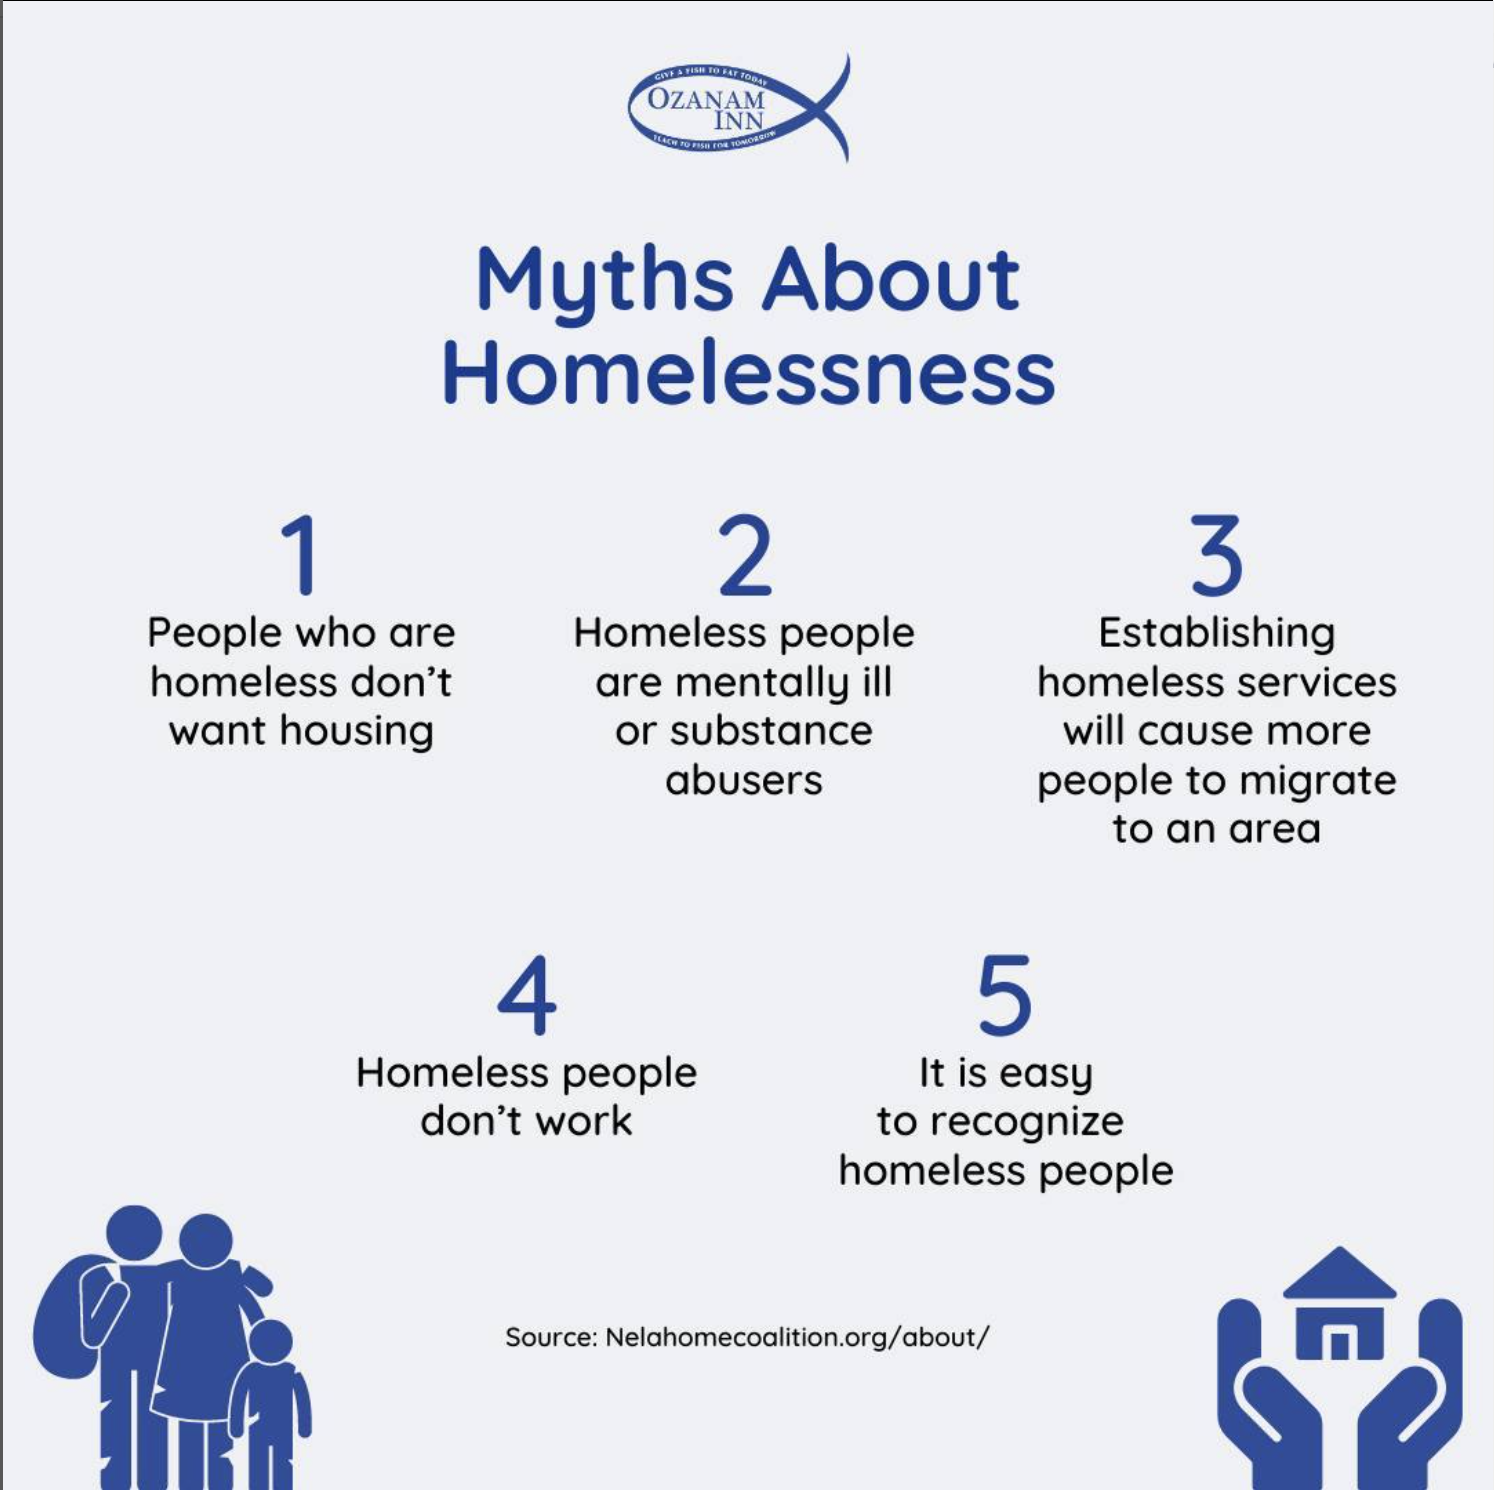 GIVE A FISH TO EAT TODAY
OZANAM
INN
TEACH TO FISH FOR TOMORROW
Myths About
Homelessness
1
People who are
homeless don’t
want housing
2
Homeless people
are mentally ill
or substance
abusers
3
Establishing
homeless services
will cause more
people to migrate
to an area
4
Homeless people
don’t work
5
It is easy
to recognize
homeless people
Source: Nelahomecoalition.org/about/